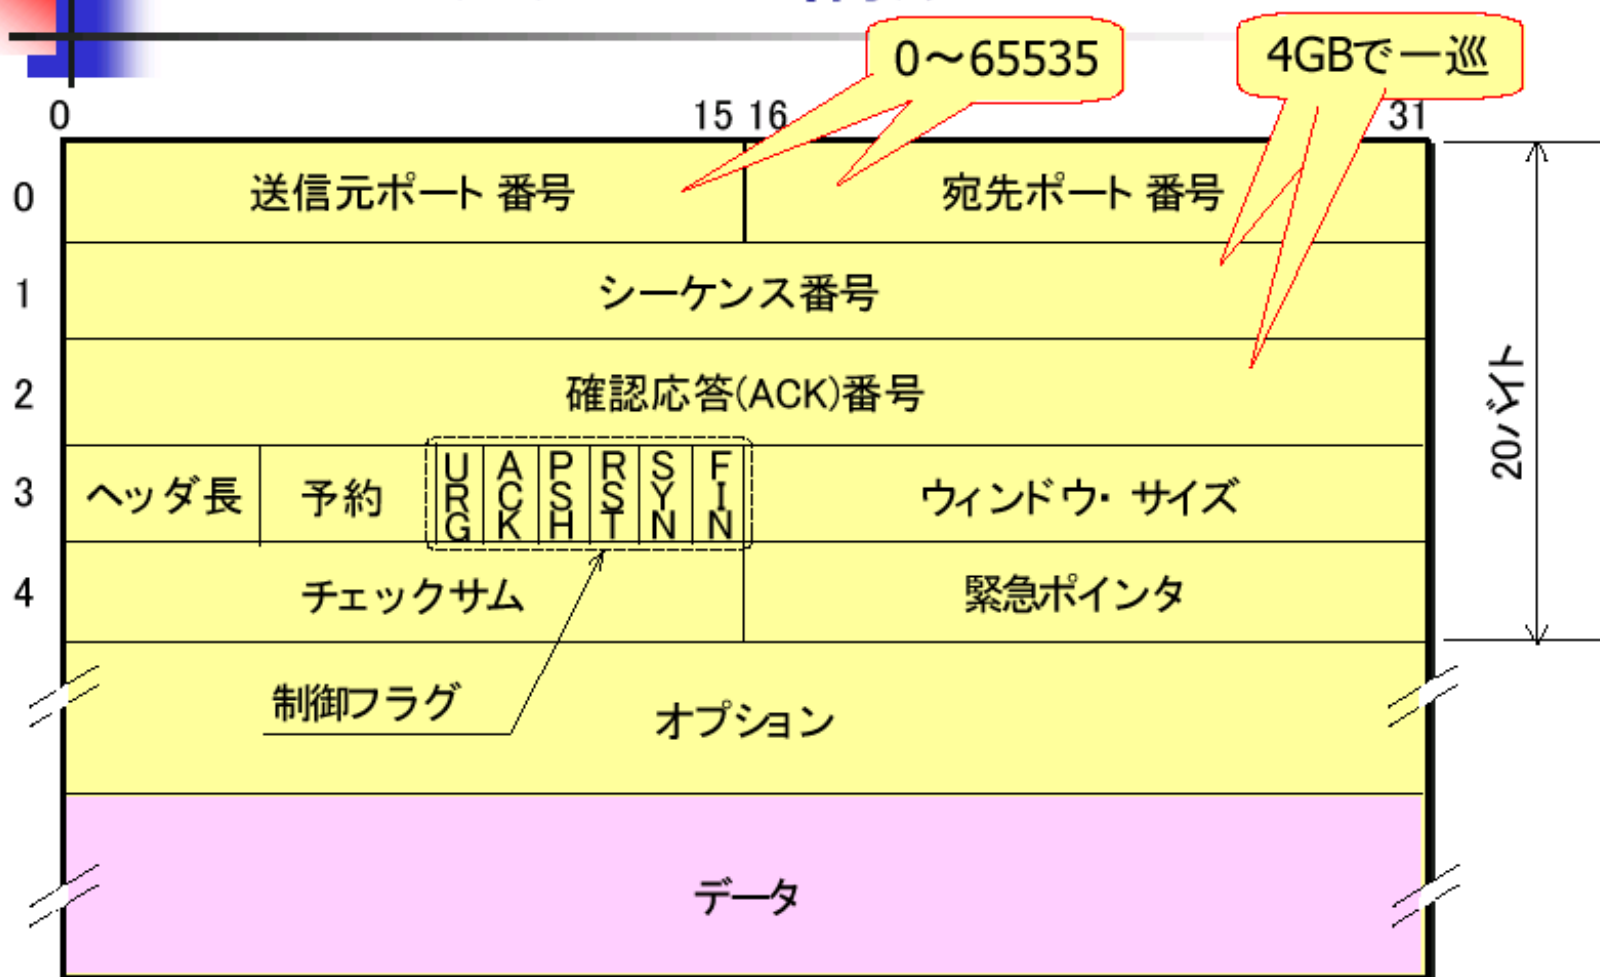 0〜65535
4GBで一巡
0 15 16 31
0 送信元ポート 番号 宛先ポート 番号
1 シーケンス番号
2 確認応答(ACK)番号
3 ヘッダ長 予約 URG ACK PSH RST SYN FIN ウィンドウ・ サイズ
4 チェックサム 緊急ポインタ
20バイト
制御フラグ
オプション
データ